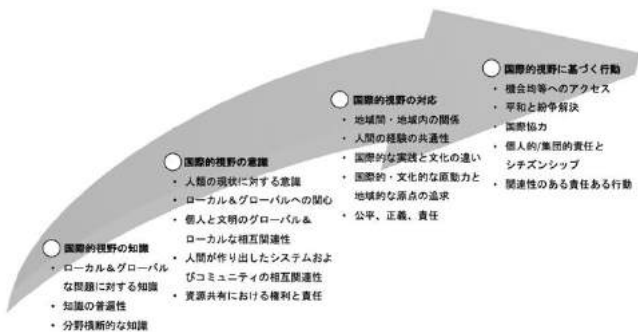 国際的視野の知識
・ ローカル＆グローバル
な問題に対する知識
・ 知識の普遍性
・ 分野横断的な知識
国際的視野の意識
・ 人類の現状に対する意識
・ ローカル＆グローバルへの関心
・ 個人と文明のグローバル＆
ローカルな相互関連性
・ 人間が作り出したシステムおよ
びコミュニティの相互関連性
・ 資源共有における権利と責任
国際的視野の対応
・ 地域間・地域内の関係
・ 人間の経験の共通性
・ 国際的な実践と文化の違い
・ 国際的・文化的な原動力と
地域的な原点の追求
・ 公平、正義、責任
国際的視野に基づく行動
・ 機会均等へのアクセス
・ 平和と紛争解決
・ 国際協力
・ 個人的/集団的責任と
シチズンシップ
・ 関連性のある責任ある行動